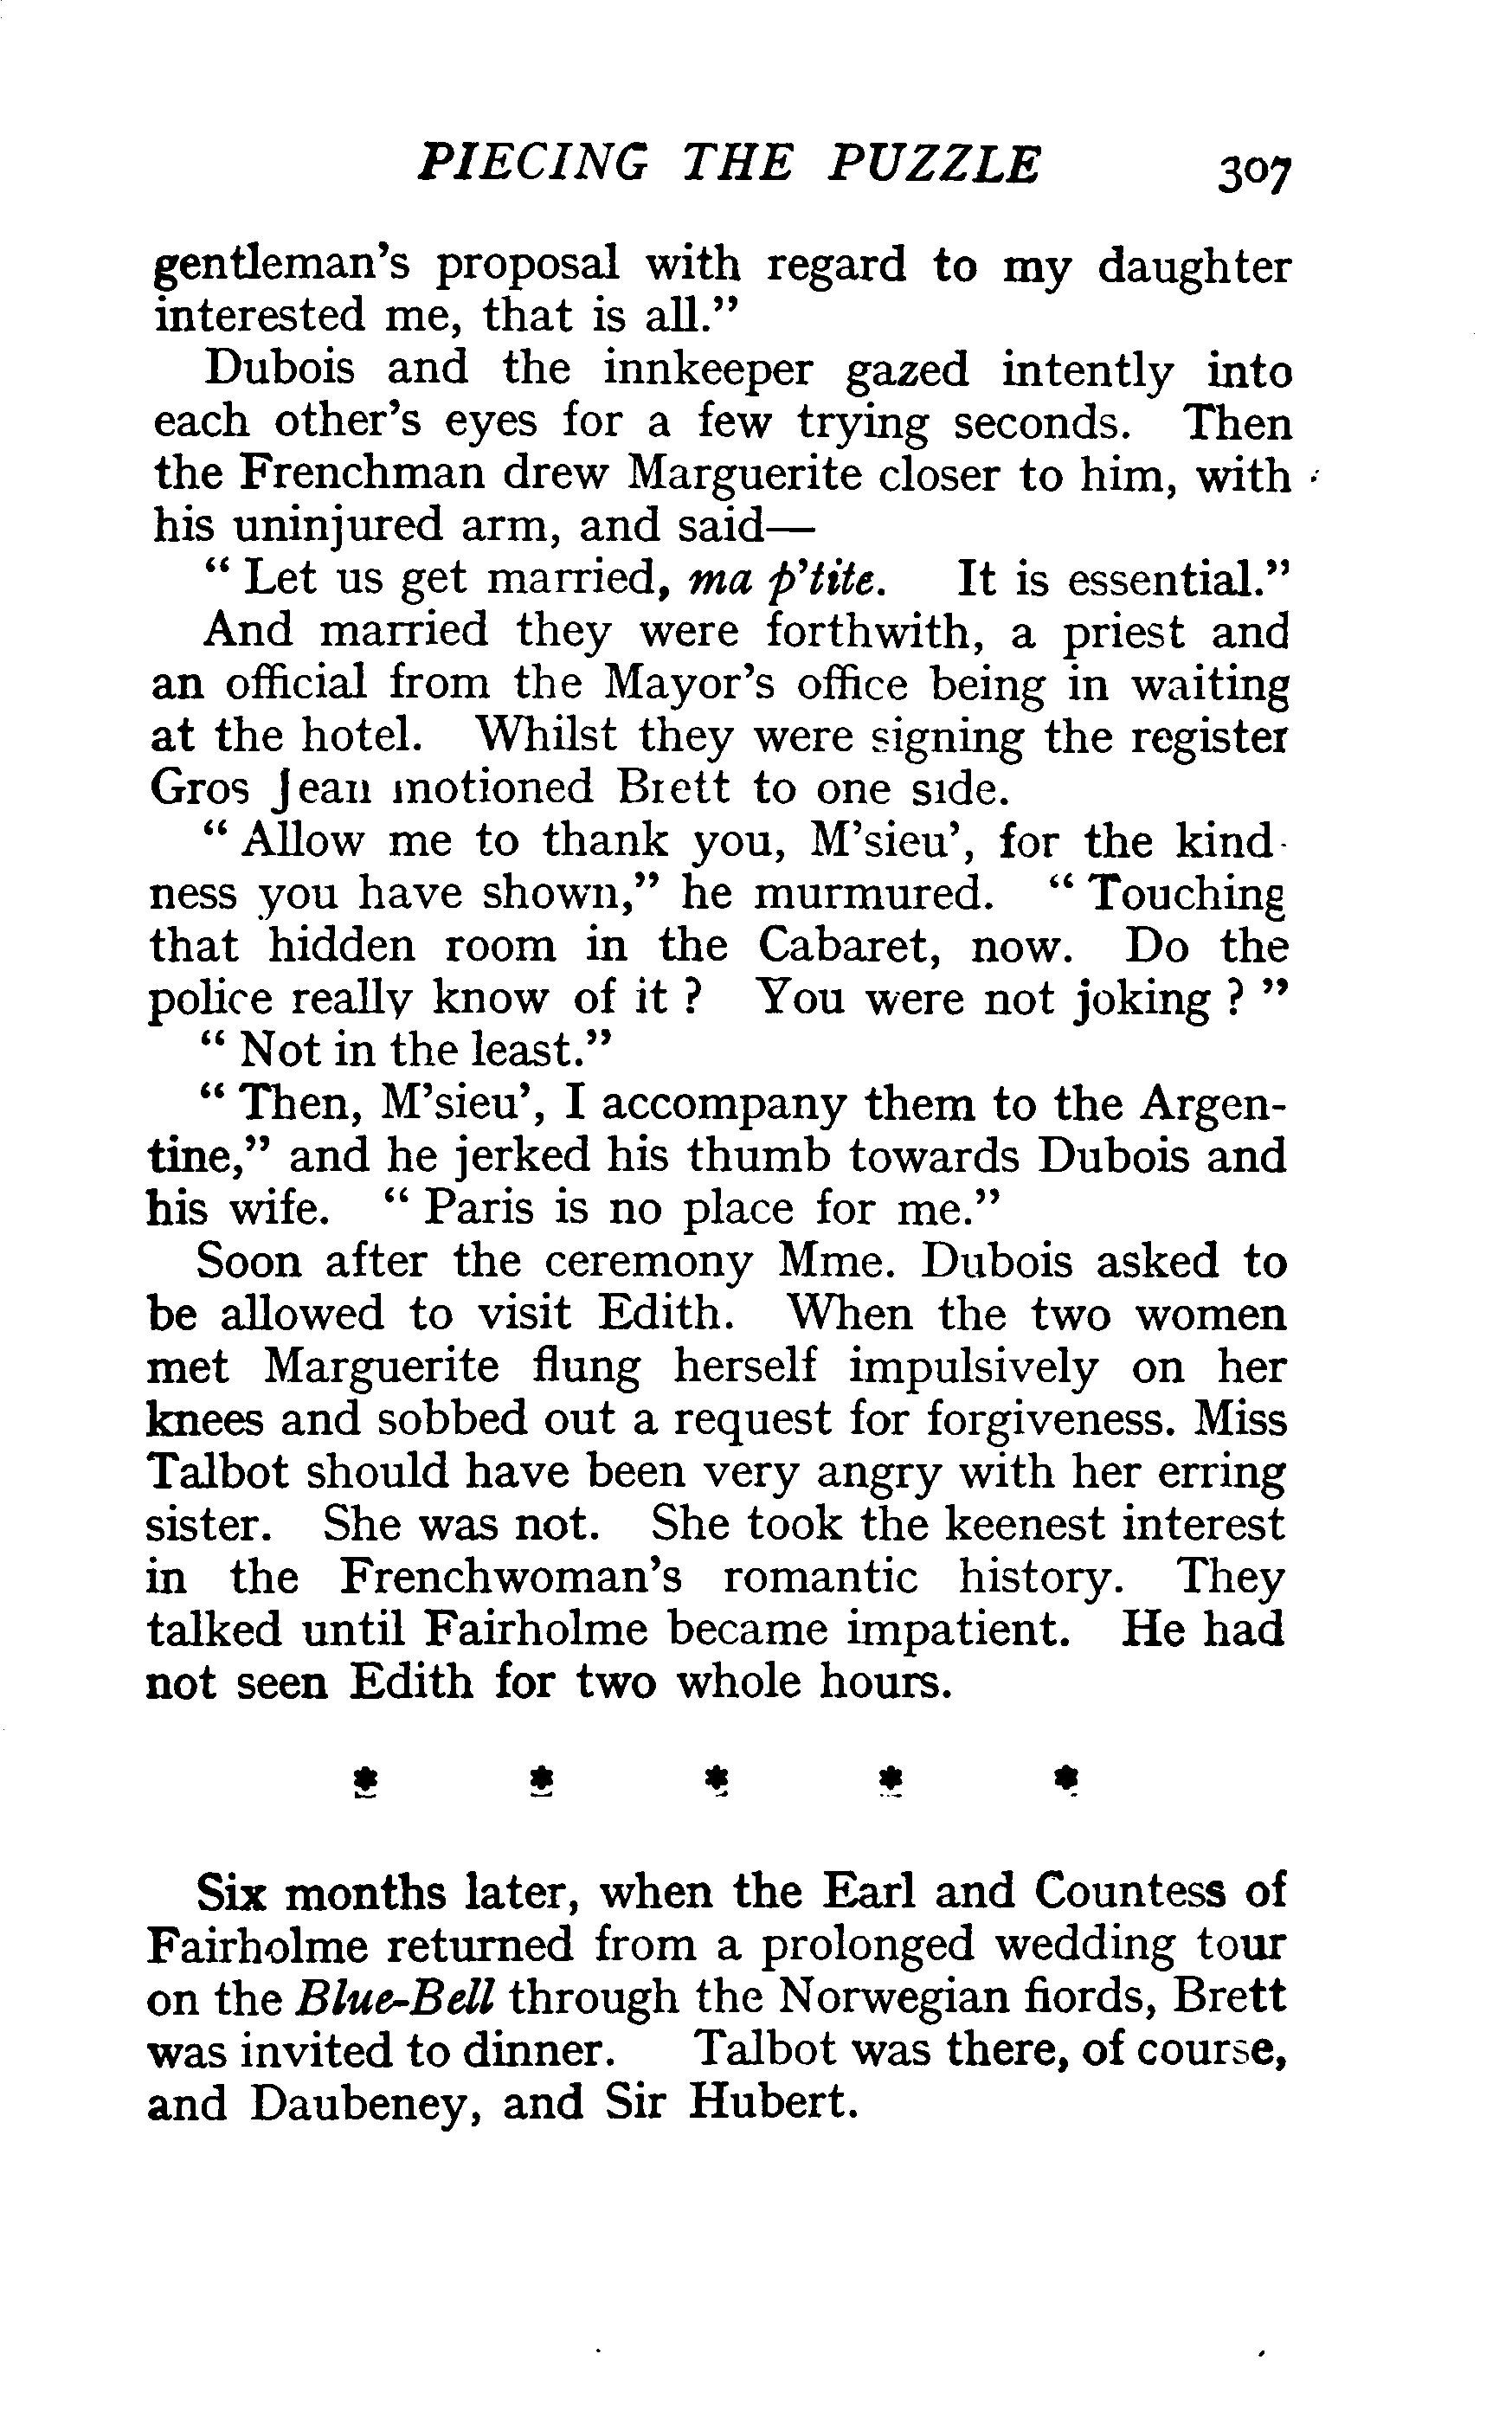 PIECING THE PUZZLE 307
gentleman's proposal with regard to my daughter
interested me, that is all."
Dubois and the innkeeper gazed intently into
each other's eyes for a few trying seconds. Then
the Frenchman drew Marguerite closer to him, with
his uninjured arm, and said—
" Let us get married, ma p'tite. It is essential."
And married they were forthwith, a priest and
an official from the Mayor's office being in waiting
at the hotel. Whilst they were signing the register
Gros Jean motioned Brett to one side.
" Allow me to thank you, M'sieu', for the kind-
ness you have shown," he murmured. " Touching
that hidden room in the Cabaret, now. Do the
police really know of it ? You were not joking ? "
" Not in the least."
" Then, M'sieu', I accompany them to the Argen-
tine," and he jerked his thumb towards Dubois and
his wife. " Paris is no place for me."
Soon after the ceremony Mme. Dubois asked to
be allowed to visit Edith. When the two women
met Marguerite flung herself impulsively on her
knees and sobbed out a request for forgiveness. Miss
Talbot should have been very angry with her erring
sister. She was not. She took the keenest interest
in the Frenchwoman's romantic history. They
talked until Fairholme became impatient. He had
not seen Edith for two whole hours.
* * * * *
Six months later, when the Earl and Countess of
Fairholme returned from a prolonged wedding tour
on the Blue-Bell through the Norwegian fiords, Brett
was invited to dinner. Talbot was there, of course,
and Daubeney, and Sir Hubert.